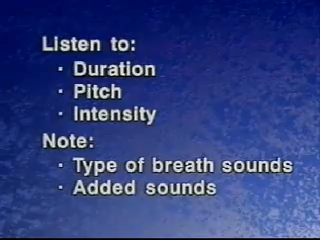 Listen to:
· Duration
· Pitch
· Intensity
Note:
· Type of breath sounds
· Added sounds